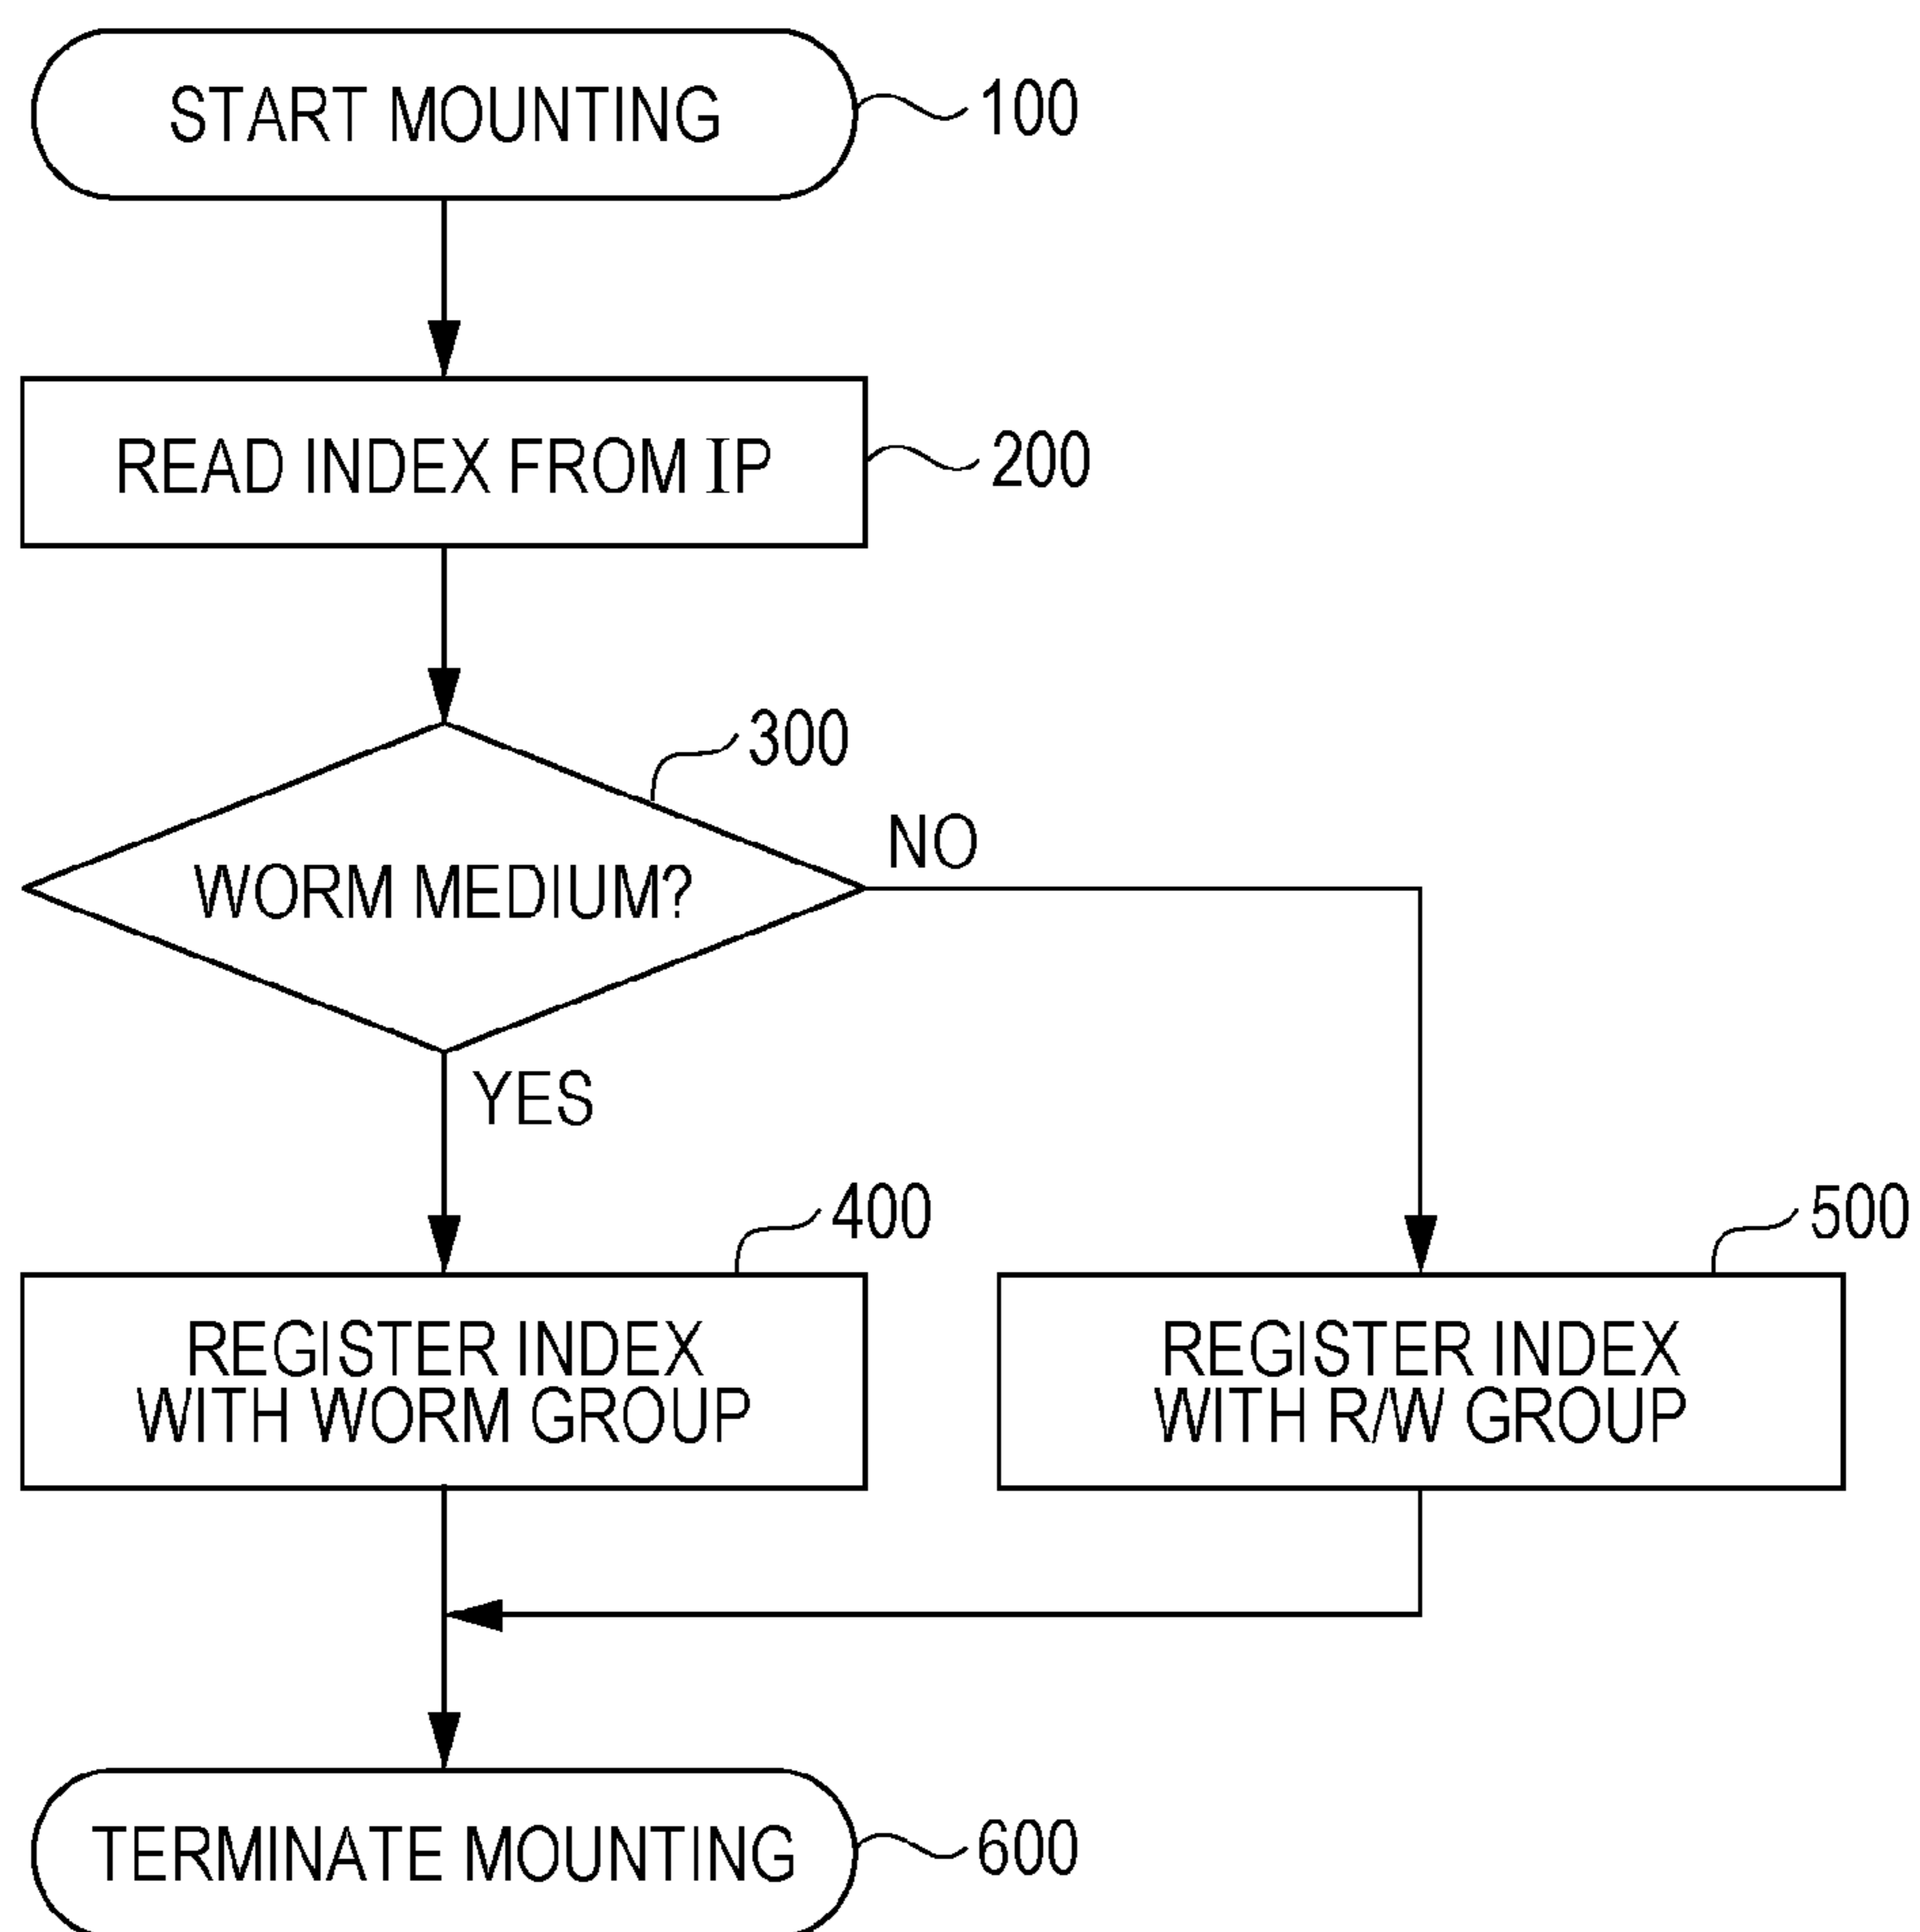 START MOUNTING
100
READ INDEX FROM IP
200
300
WORM MEDIUM?
NO
YES
400
500
REGISTER INDEX
WITH WORM GROUP
REGISTER INDEX
WITH R/W GROUP
TERMINATE MOUNTING
600